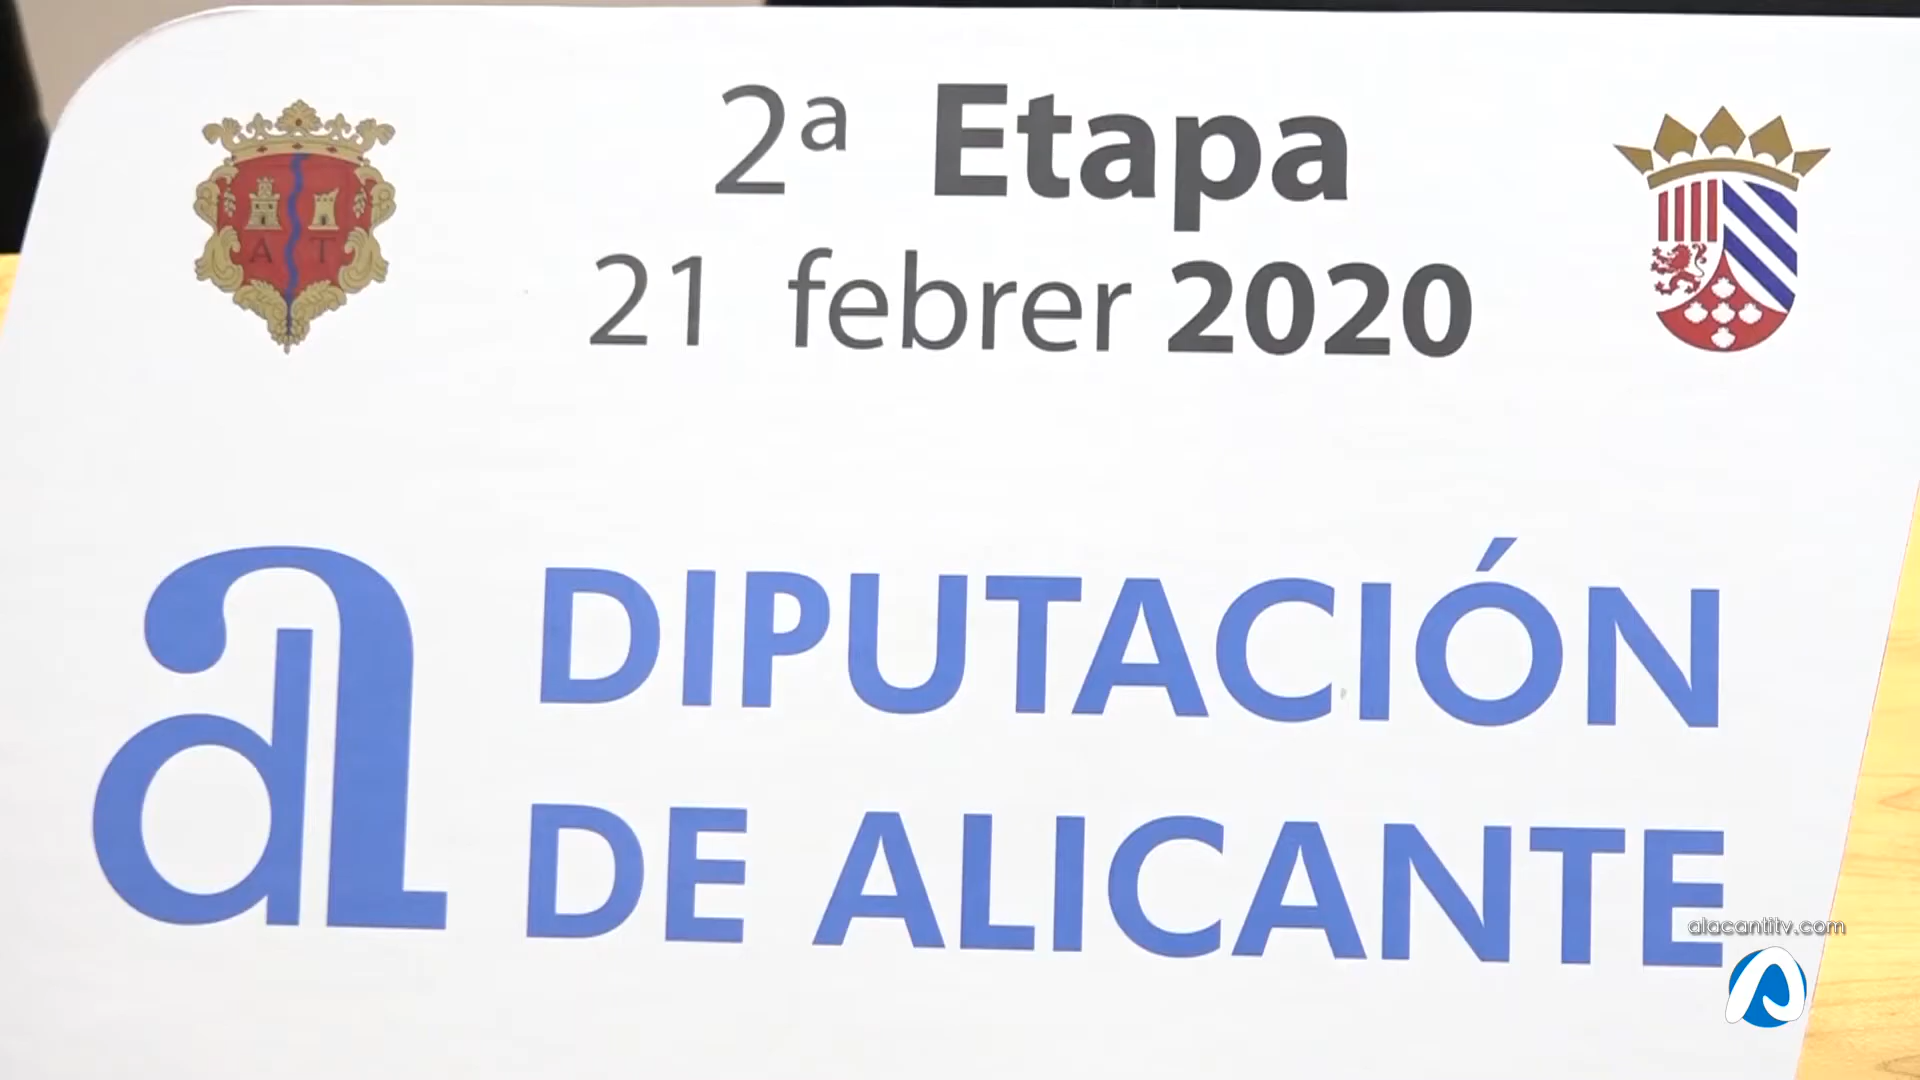 2ª Etapa
21 febrer 2020
A T
DIPUTACIÓN
DE ALICANTE
alacantitv.com